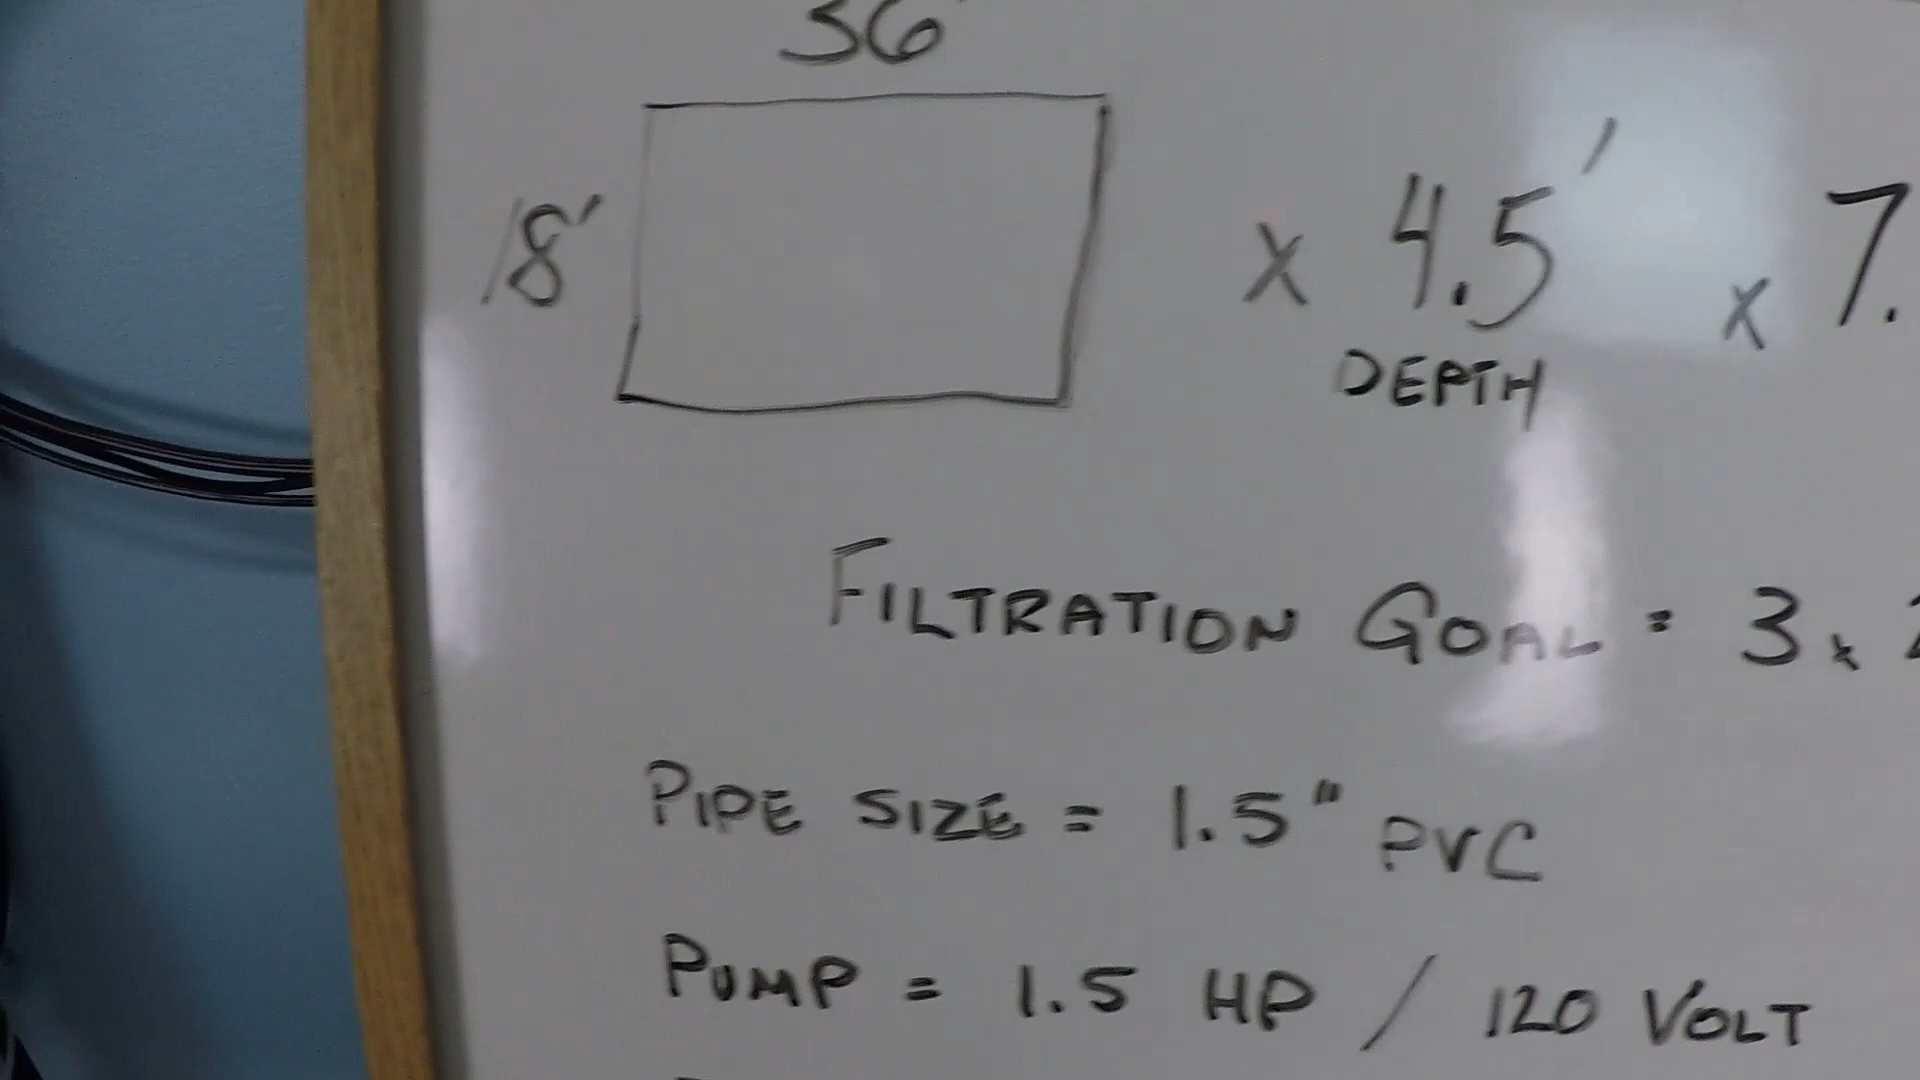 36'
18' x 4.5' x 7.
DEPTH
FILTRATION GOAL = 3 x
PIPE SIZE = 1.5" PVC
PUMP = 1.5 HP / 120 VOLT